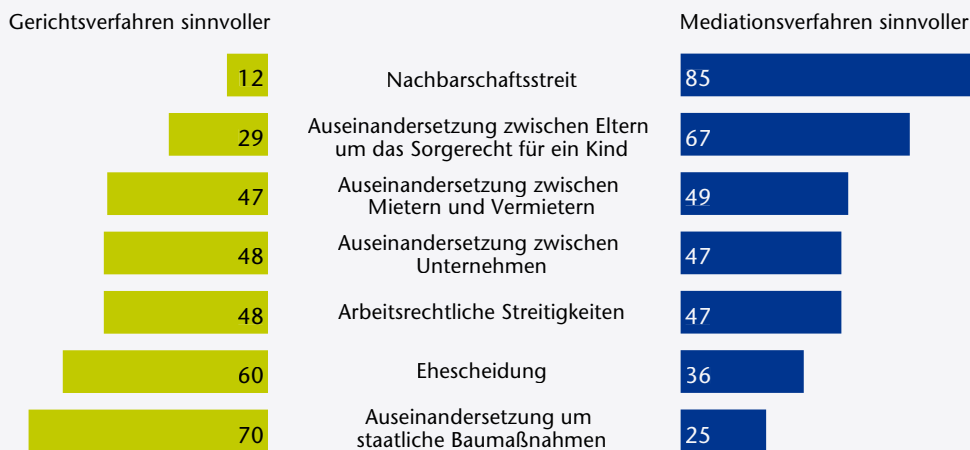 Gerichtsverfahren sinnvoller Mediationsverfahren sinnvoller
12 Nachbarschaftsstreit 85
29 Auseinandersetzung zwischen Eltern
um das Sorgerecht für ein Kind 67
47 Auseinandersetzung zwischen
Mietern und Vermietern 49
48 Auseinandersetzung zwischen
Unternehmen 47
48 Arbeitsrechtliche Streitigkeiten 47
60 Ehescheidung 36
70 Auseinandersetzung um
staatliche Baumaßnahmen 25